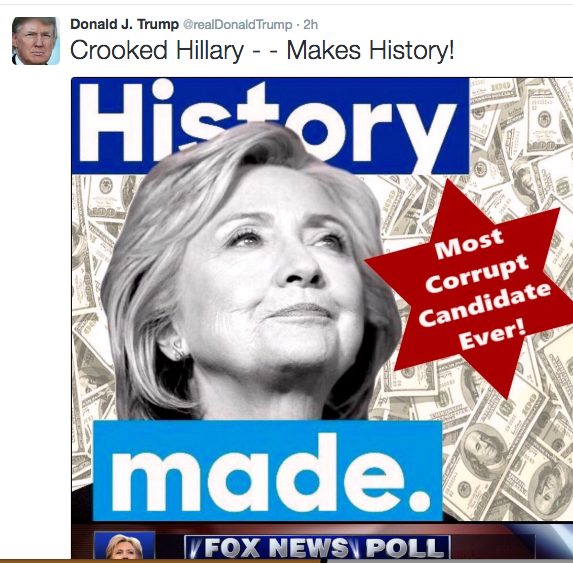 Donald J. Trump @realDonaldTrump · 2h
Crooked Hillary - - Makes History!
History
Most
Corrupt
Candidate
Ever!
made.
FOX NEWS POLL